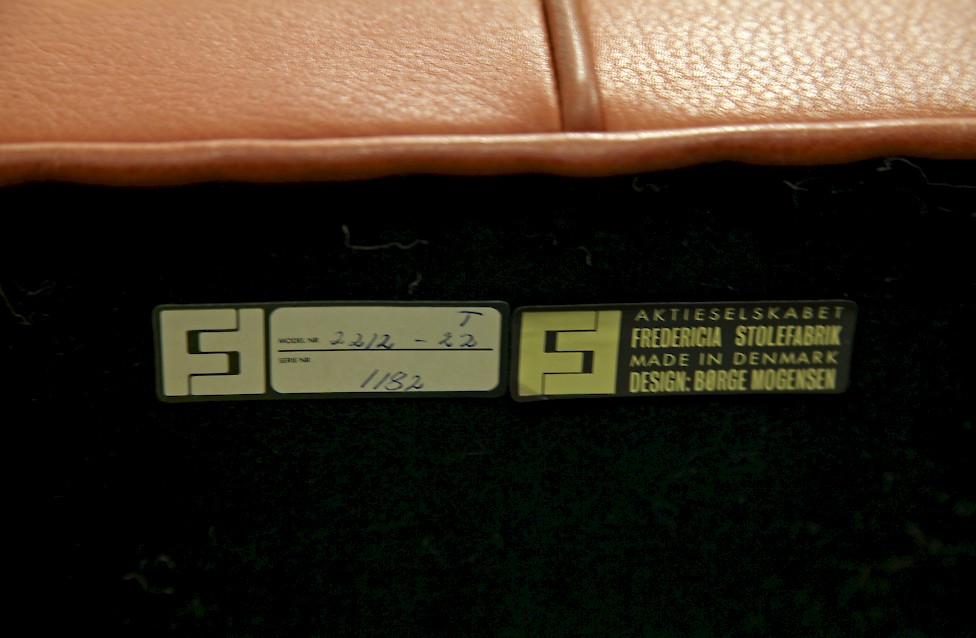 T
MODEL NR. 2212 - 22
SERIE NR.
1182
AKTIESELSKABET
FREDERICIA STOLEFABRIK
MADE IN DENMARK
DESIGN: BØRGE MOGENSEN